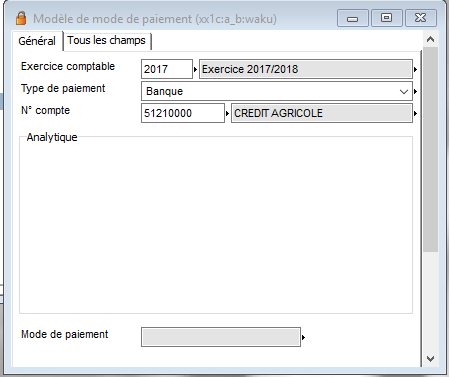 Modèle de mode de paiement (xx1c:a_b:waku)
Général Tous les champs
Exercice comptable 2017 Exercice 2017/2018
Type de paiement Banque
N° compte 51210000 CREDIT AGRICOLE
Analytique
Mode de paiement